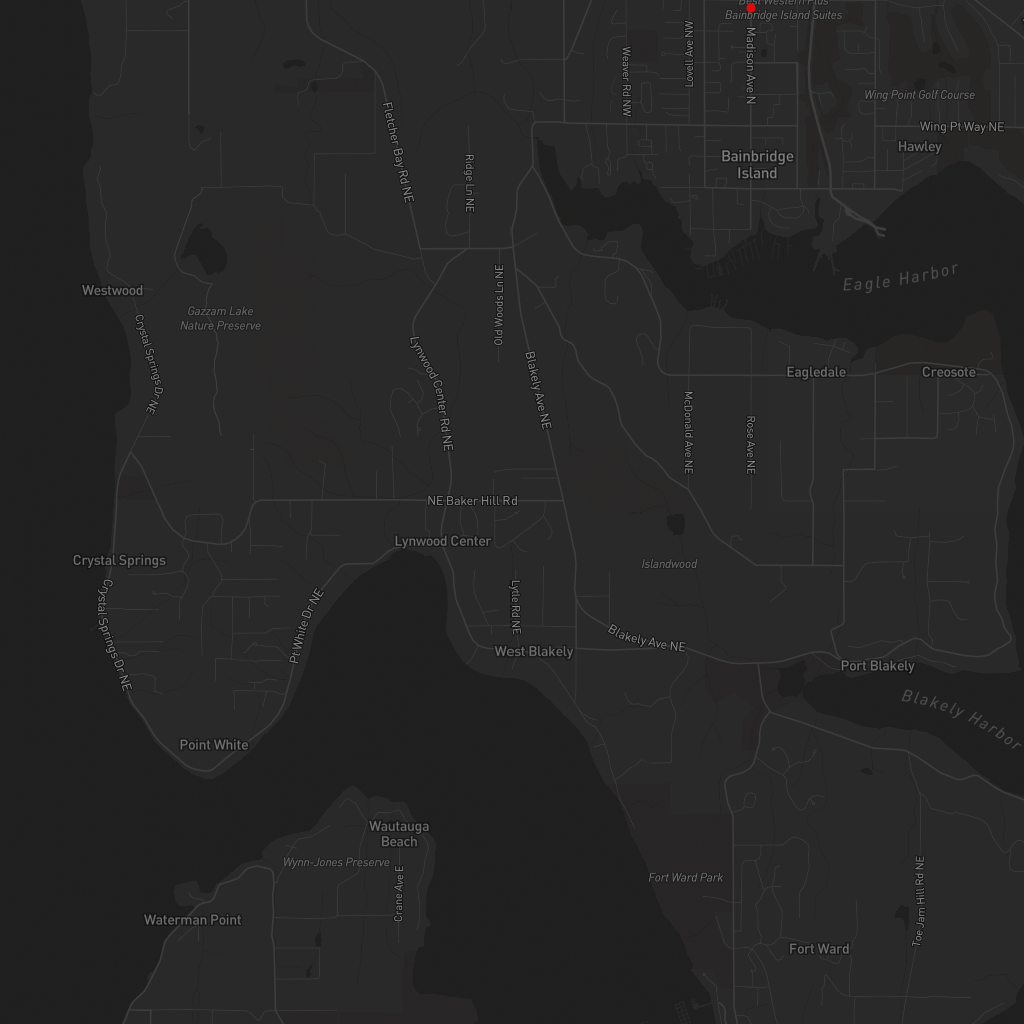 Best Western Plus
Bainbridge Island Suites
Weaver Rd NW
Lovell Ave NW
Madison Ave N
Wing Point Golf Course
Wing Pt Way NE
Hawley
Bainbridge
Island
Fletcher Bay Rd NE
Ridge Ln NE
Eagle Harbor
Westwood
Gazzam Lake
Nature Preserve
Old Woods Ln NE
Crystal Springs Dr NE
Lynwood Center Rd NE
Blakely Ave NE
Eagledale
Creosote
McDonald Ave NE
Rose Ave NE
NE Baker Hill Rd
Lynwood Center
Crystal Springs
Islandwood
Crystal Springs Dr NE
Pt White Dr NE
Lytle Rd NE
Blakely Ave NE
West Blakely
Port Blakely
Blakely Harbor
Point White
Wautauga
Beach
Wynn-Jones Preserve
Crane Ave E
Fort Ward Park
Toe Jam Hill Rd NE
Waterman Point
Fort Ward